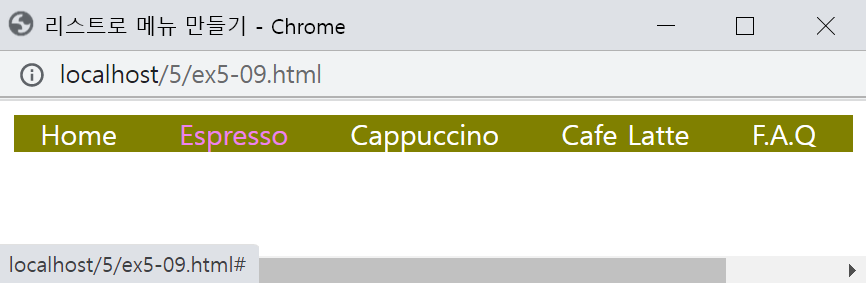 리스트로 메뉴 만들기 - Chrome
localhost/5/ex5-09.html
Home Espresso Cappuccino Cafe Latte F.A.Q
localhost/5/ex5-09.html#